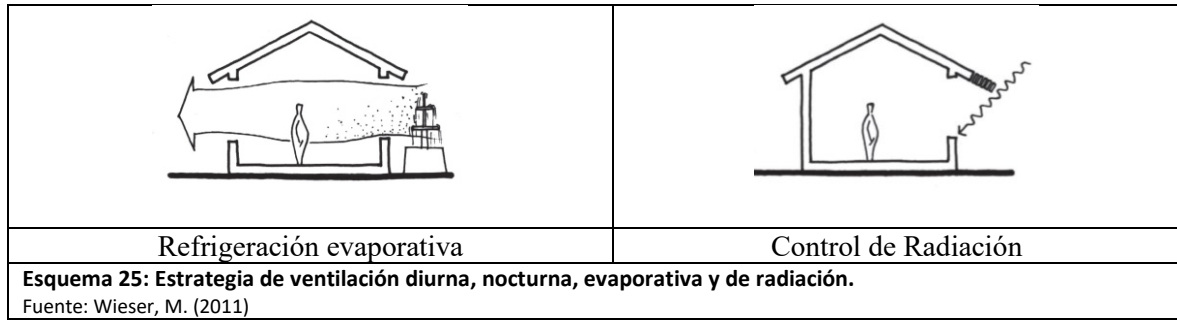 Refrigeración evaporativa
Control de Radiación
Esquema 25: Estrategia de ventilación diurna, nocturna, evaporativa y de radiación.
Fuente: Wieser, M. (2011)